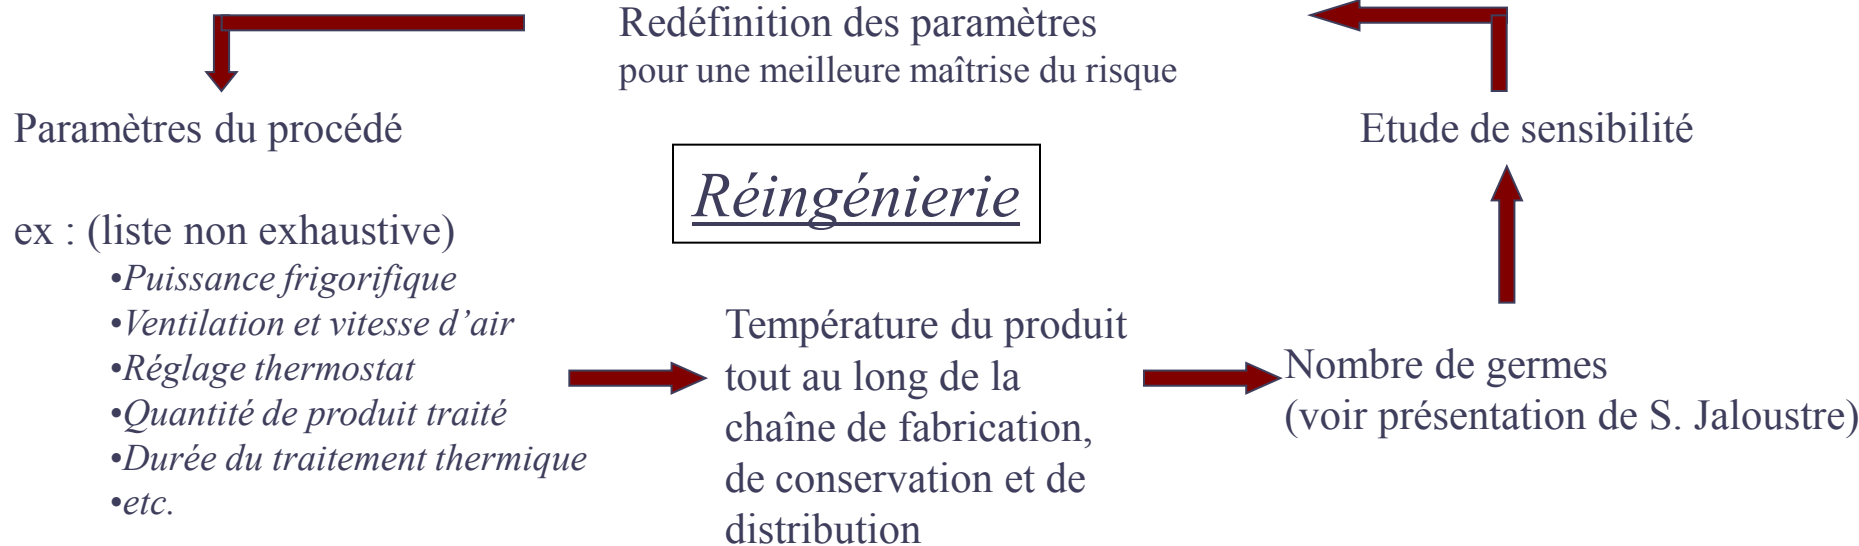 Redéfinition des paramètres
pour une meilleure maîtrise du risque
Paramètres du procédé
Etude de sensibilité
Réingénierie
ex : (liste non exhaustive)
•Puissance frigorifique
•Ventilation et vitesse d’air
•Réglage thermostat
•Quantité de produit traité
•Durée du traitement thermique
•etc.
Température du produit
tout au long de la
chaîne de fabrication,
de conservation et de
distribution
Nombre de germes
(voir présentation de S. Jaloustre)